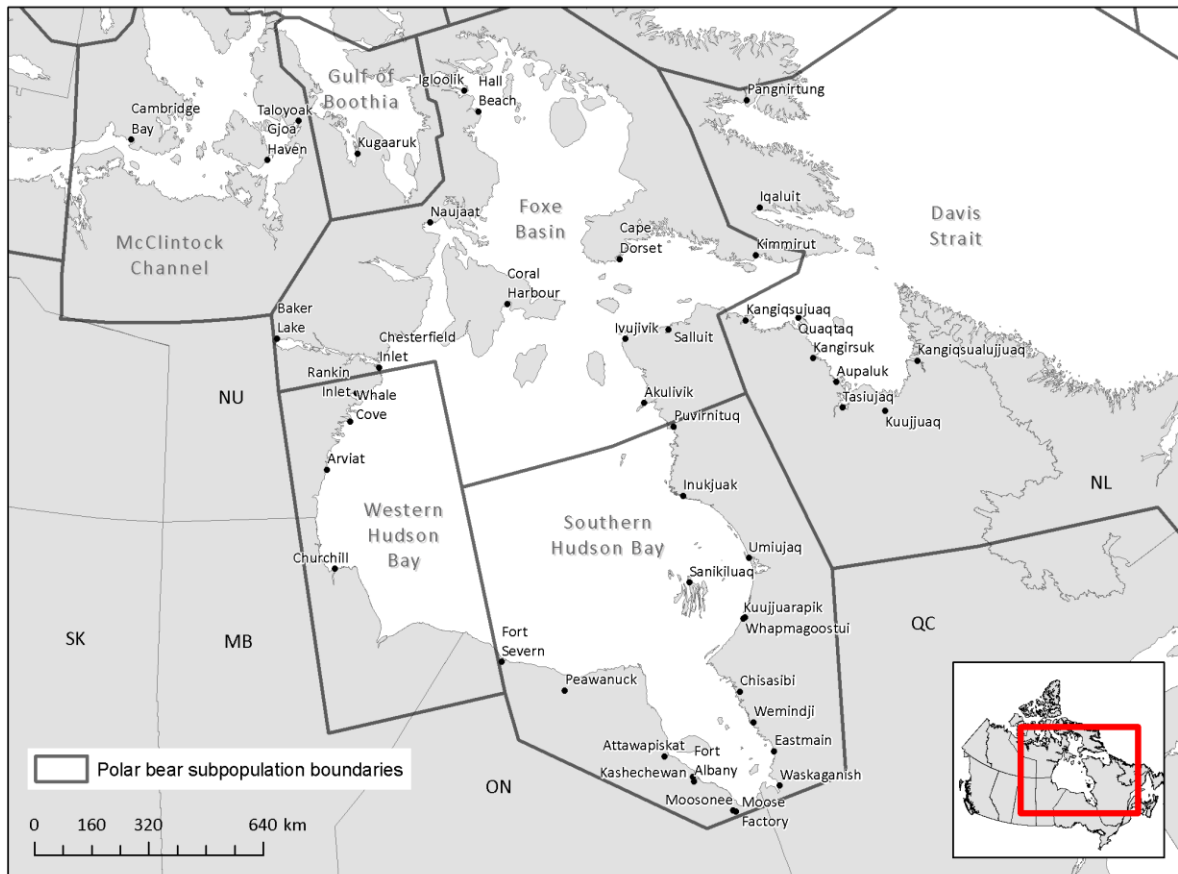 Gulf of
Boothia
Igloolik
Hall
Beach
Pangnirtung
Cambridge
Bay
Taloyoak
Gjoa
Haven
Kugaaruk
Naujaat
Foxe
Basin
Cape
Dorset
Iqaluit
Davis
Strait
Kimmirut
McClintock
Channel
Coral
Harbour
Baker
Lake
Chesterfield
Inlet
Ivujivik
Salluit
Kangiqsujuaq
Quaqtaq
Kangirsuk
Kangiqsualujjuaq
Aupaluk
Tasiujaq
Kuujjuaq
Rankin
Inlet
Whale
Cove
NU
Akulivik
Puvirnituq
Arviat
Inukjuak
NL
Western
Hudson
Bay
Southern
Hudson Bay
Umiujaq
Churchill
Sanikiluaq
Kuujjuarapik
Whapmagoostui
QC
SK
MB
Fort
Severn
Peawanuck
Chisasibi
Wemindji
Eastmain
Attawapiskat
Fort
Albany
Kashechewan
Waskaganish
Moosonee
Moose
Factory
ON
Polar bear subpopulation boundaries
0 160 320 640 km